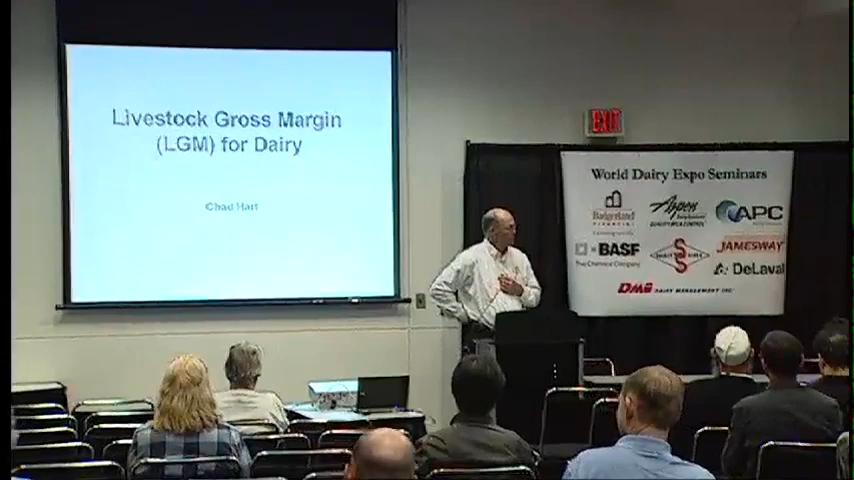 Livestock Gross Margin
(LGM) for Dairy
Chad Hart
EXIT
World Dairy Expo Seminars
Badgerland
FINANCIAL
APC
BASF
The Chemical Company
JAMESWAY
DeLaval
DMI DAIRY MANAGEMENT INC.